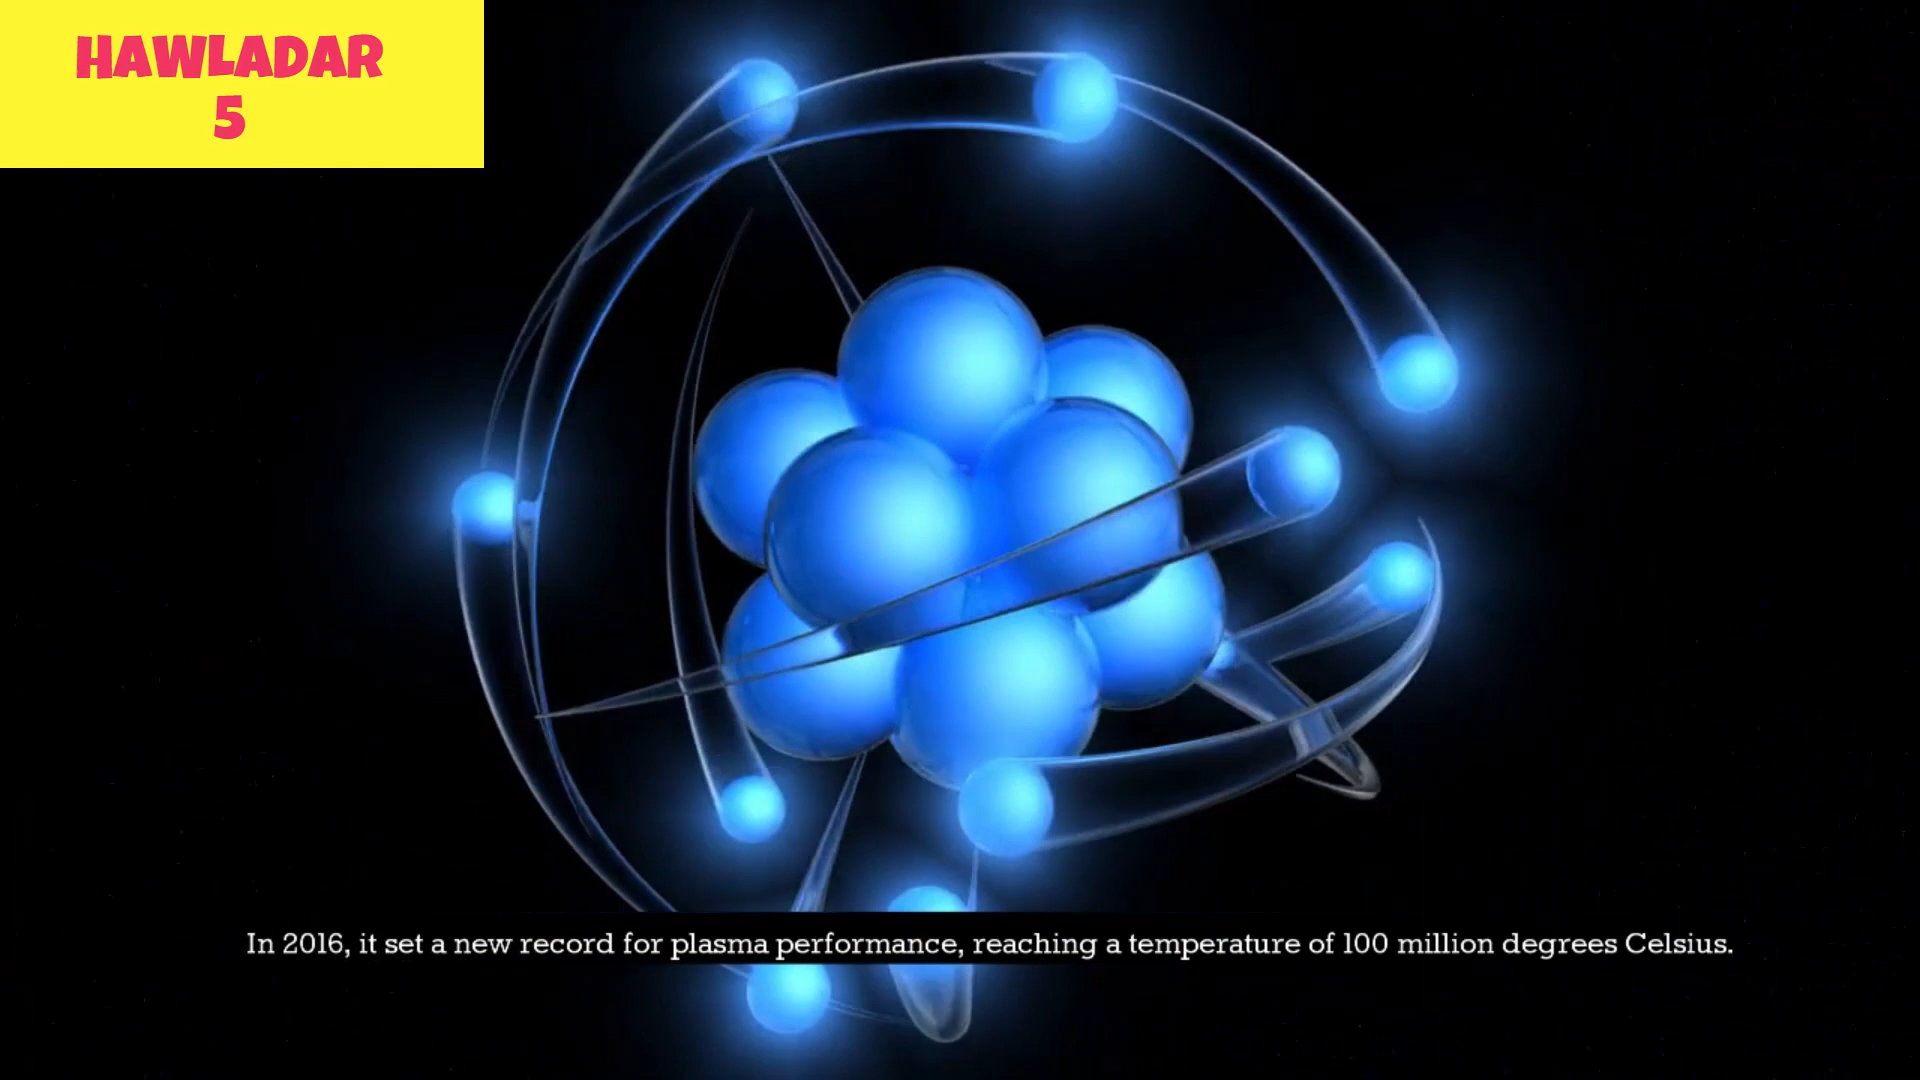 HAWLADAR
5
In 2016, it set a new record for plasma performance, reaching a temperature of 100 million degrees Celsius.